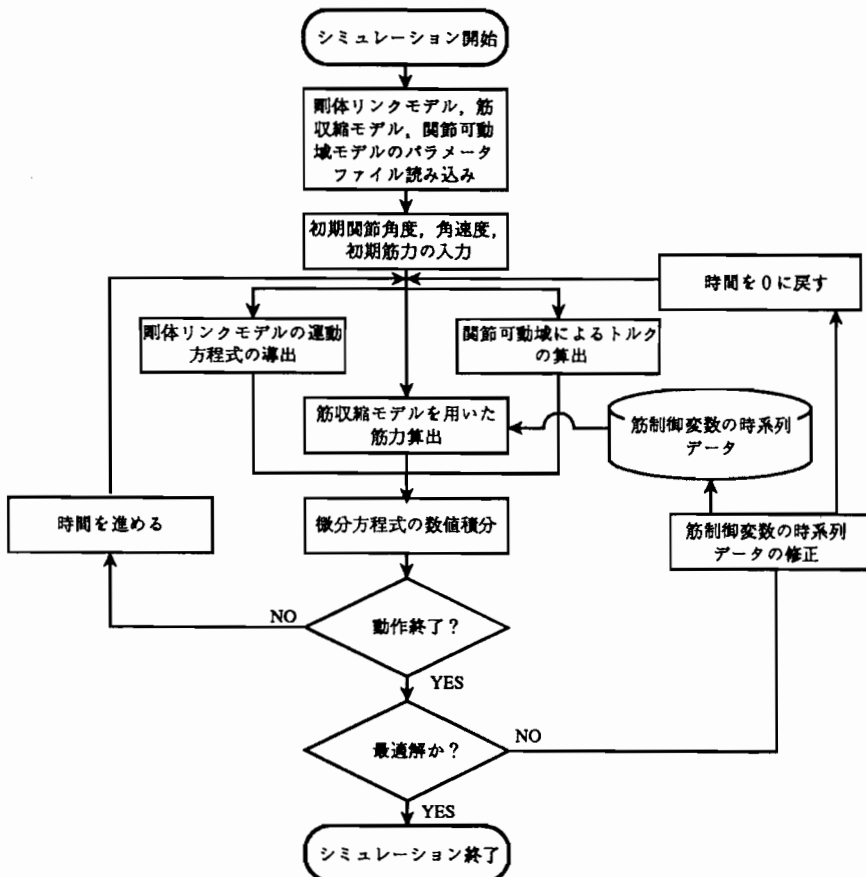 シミュレーション開始
剛体リンクモデル，筋
収縮モデル，関節可動
域モデルのパラメータ
ファイル読み込み
初期関節角度，角速度，
初期筋力の入力
時間を０に戻す
剛体リンクモデルの運動
方程式の導出
関節可動域によるトルク
の算出
筋収縮モデルを用いた
筋力算出
筋制御変数の時系列
データ
時間を進める
微分方程式の数値積分
筋制御変数の時系列
データの修正
NO
動作終了？
YES
最適解か？
NO
YES
シミュレーション終了